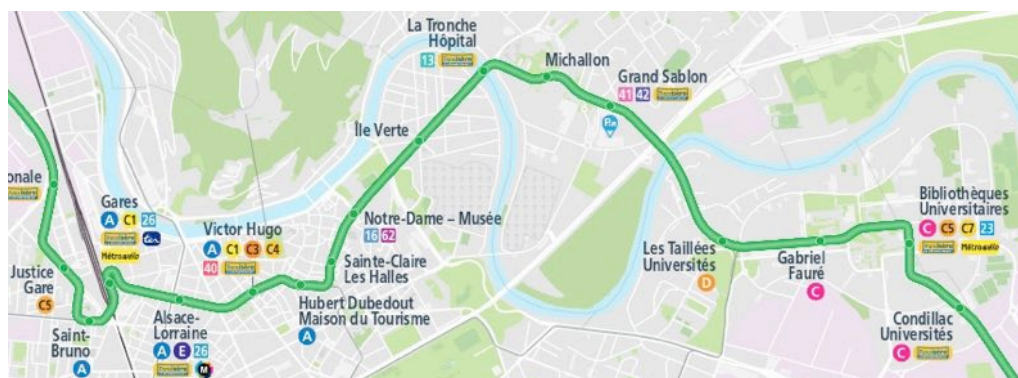 La Tronche
Hôpital
13
Michallon
Grand Sablon
41 42
P+R
Île Verte
onale
Gares
A C1 26
ter
Métrovélo
Victor Hugo
A C1 C3 C4
40
Notre-Dame – Musée
16 62
Bibliothèques
Universitaires
C C5 C7 23
Métrovélo
Justice
Gare
C5
Sainte-Claire
Les Halles
Les Taillées
Universités
D
Gabriel
Fauré
C
Saint-
Bruno
A
Alsace-
Lorraine
A E 26
M
Hubert Dubedout
Maison du Tourisme
A
Condillac
Universités
C